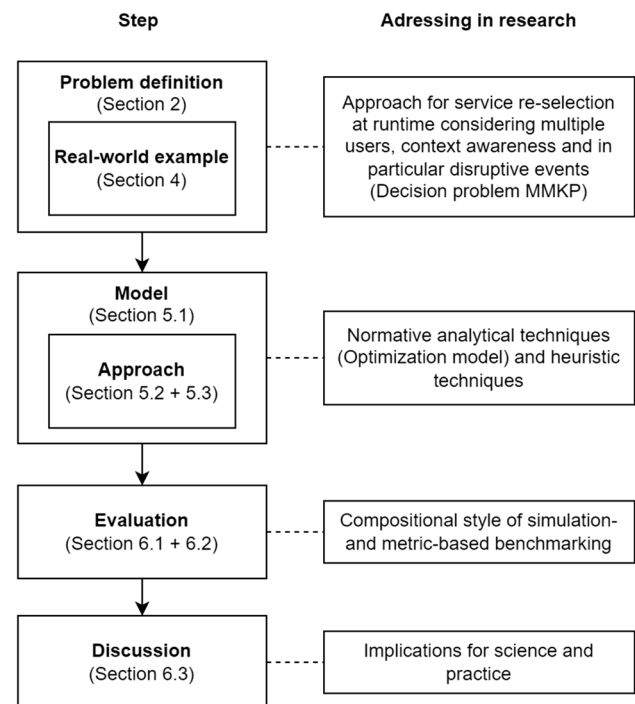 Step
Adressing in research
Problem definition
(Section 2)
Real-world example
(Section 4)
Approach for service re-selection
at runtime considering multiple
users, context awareness and in
particular disruptive events
(Decision problem MMKP)
Model
(Section 5.1)
Approach
(Section 5.2 + 5.3)
Normative analytical techniques
(Optimization model) and heuristic
techniques
Evaluation
(Section 6.1 + 6.2)
Compositional style of simulation-
and metric-based benchmarking
Discussion
(Section 6.3)
Implications for science and
practice